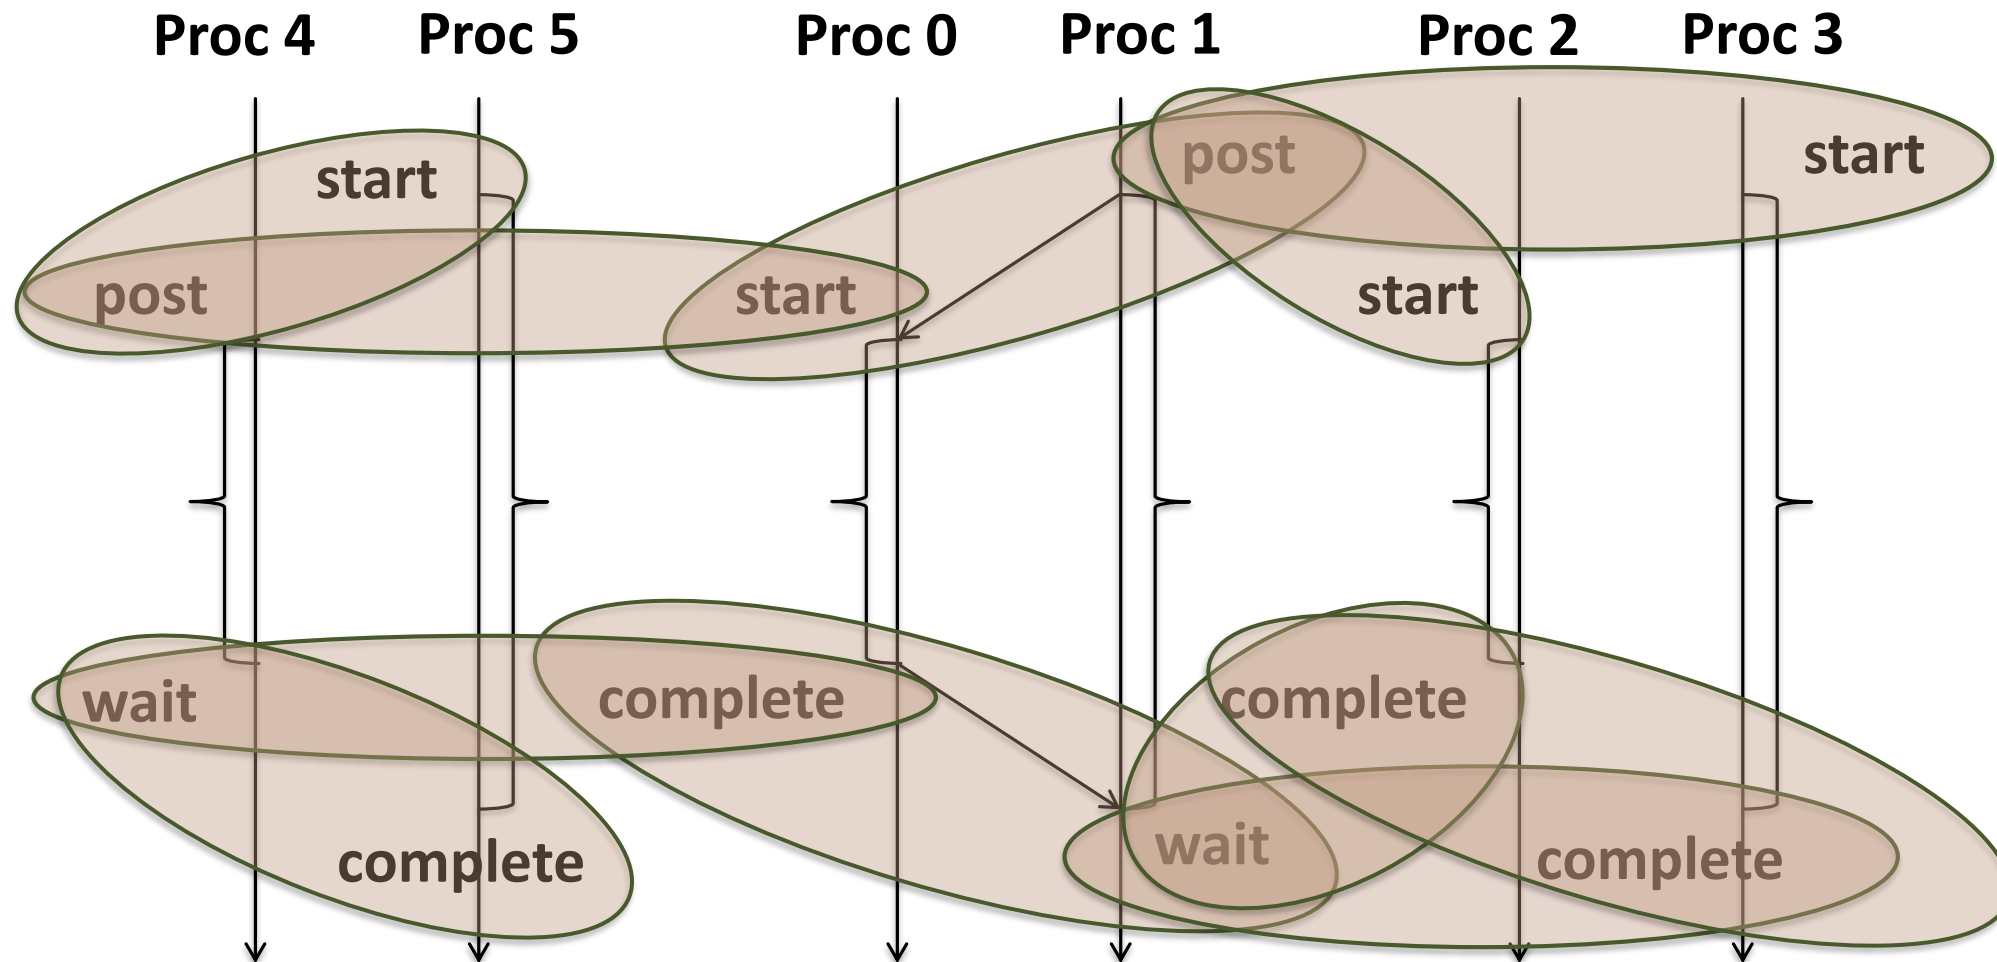 Proc 4 Proc 5 Proc 0 Proc 1 Proc 2 Proc 3
start post start
post start start
wait complete complete
complete wait complete